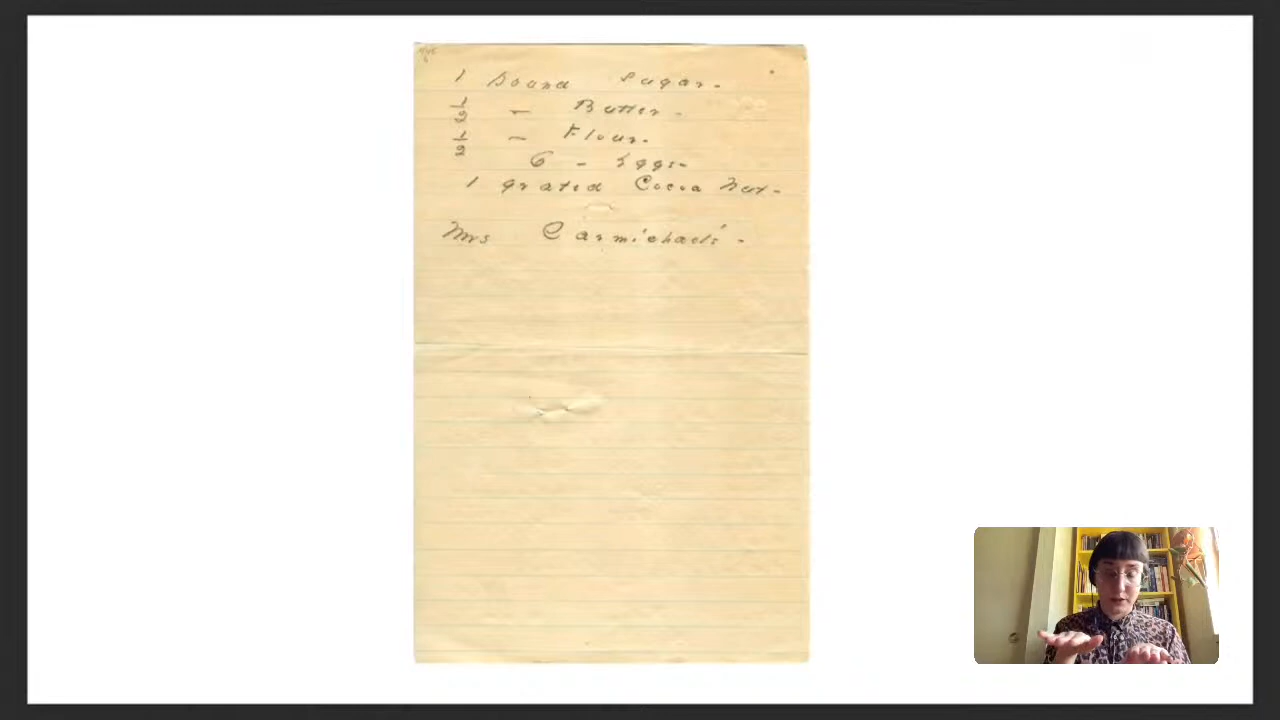 1 Pound Sugar.
1/2 — Butter.
1/2 — Flour.
6 - Eggs-
1 grated Cocoa Nut-
Mrs Carmichael's -